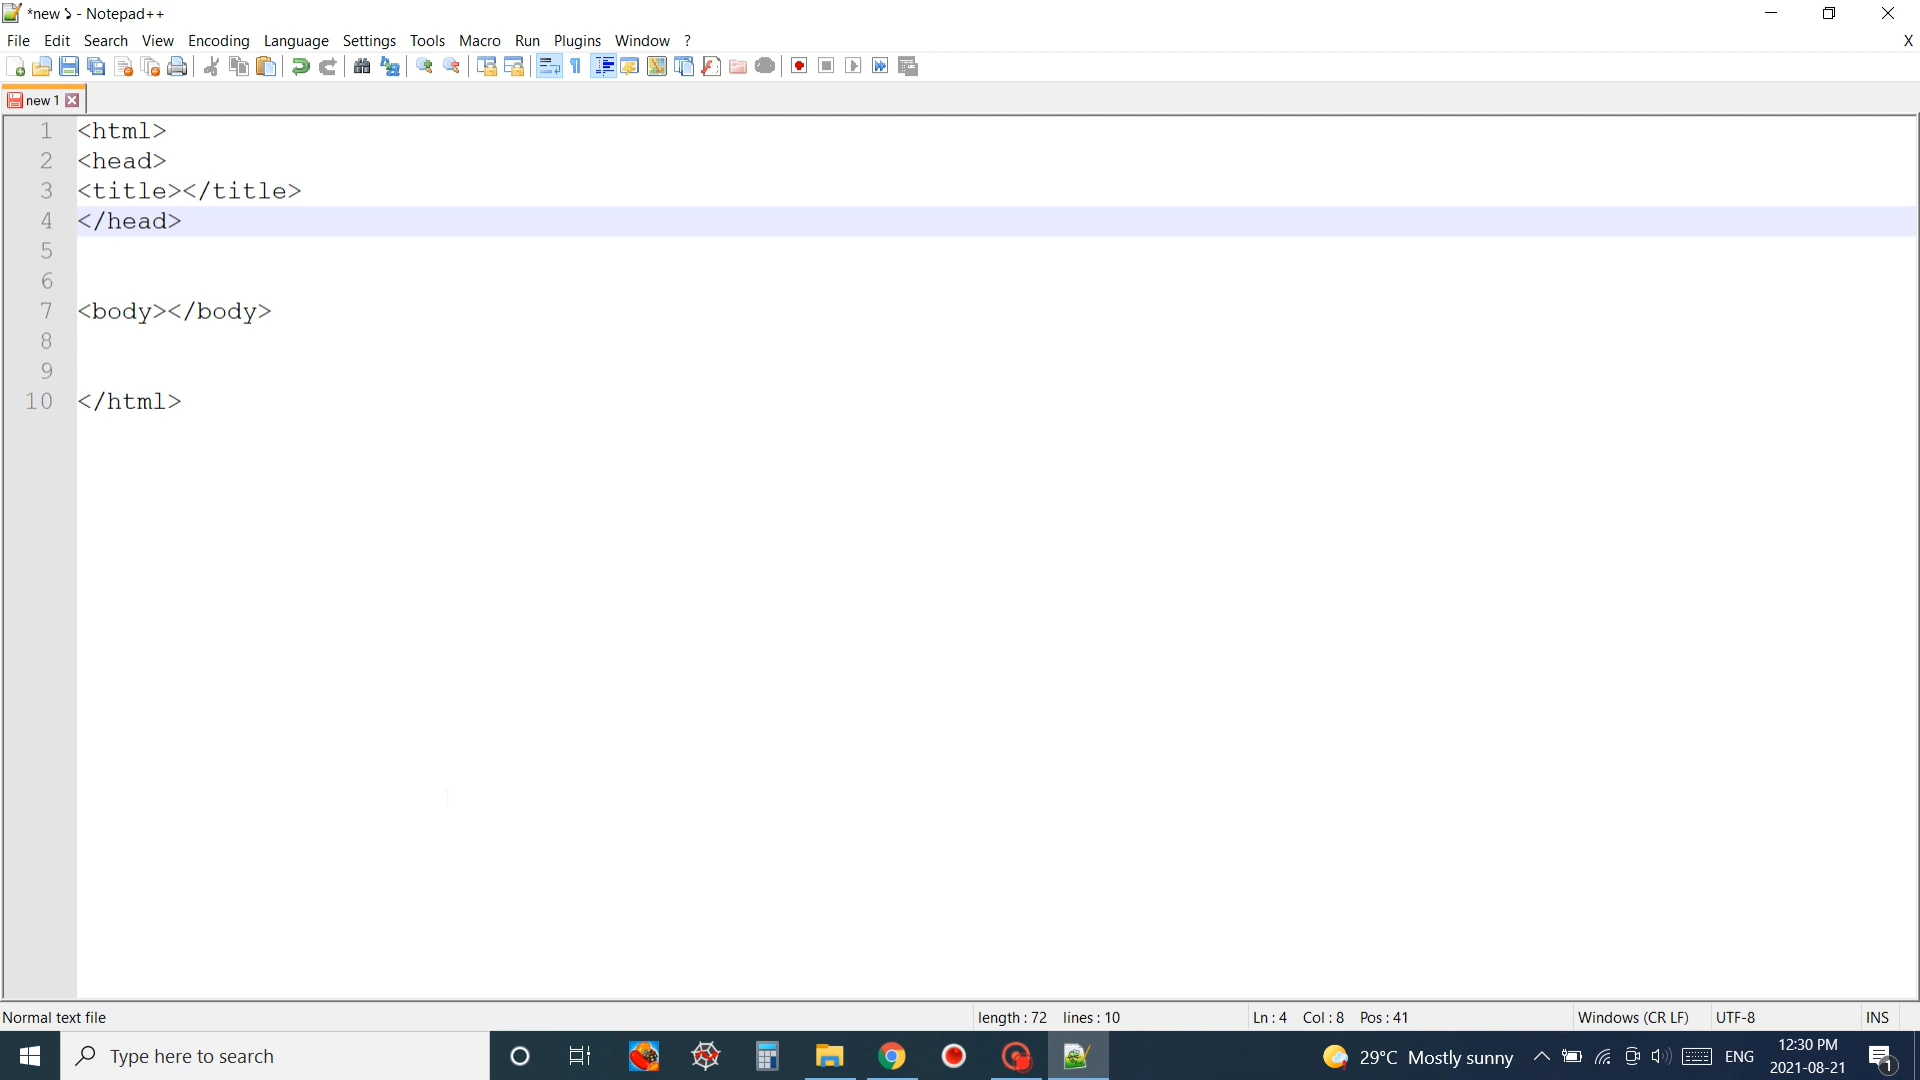 *new - Notepad++
File Edit Search View Encoding Language Settings Tools Macro Run Plugins Window ? X
new 1
1 <html>
2 <head>
3 <title></title>
4 </head>
5
6
7 <body></body>
8
9
10 </html>
Normal text file length : 72 lines : 10 Ln : 4 Col : 8 Pos : 41 Windows (CR LF) UTF-8 INS
Type here to search 29°C Mostly sunny ENG 12:30 PM
2021-08-21 1